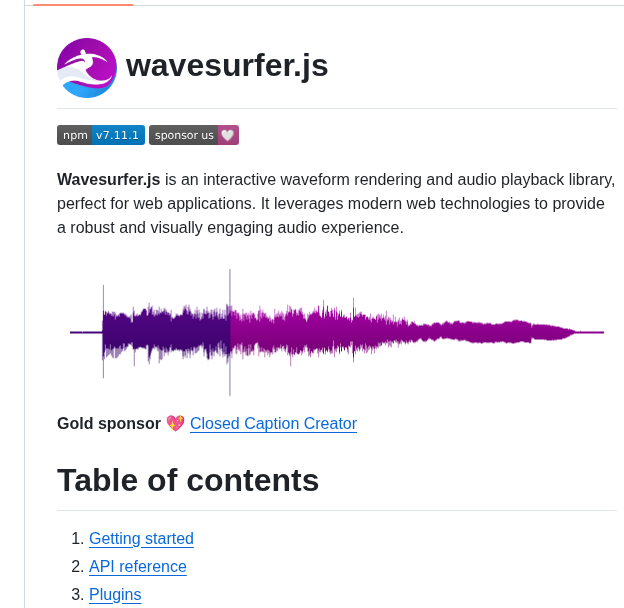 wavesurfer.js
npm v7.11.1 sponsor us
Wavesurfer.js is an interactive waveform rendering and audio playback library,
perfect for web applications. It leverages modern web technologies to provide
a robust and visually engaging audio experience.
Gold sponsor 💖 Closed Caption Creator
Table of contents
1. Getting started
2. API reference
3. Plugins